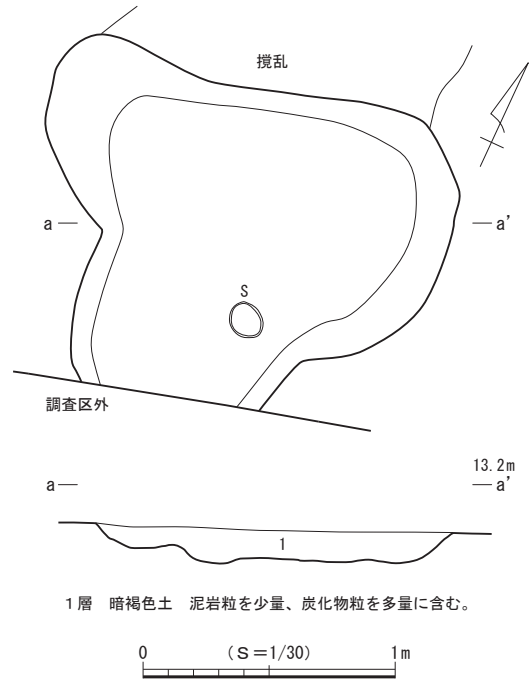 撹乱
a a’
S
調査区外
13.2m
a a’
1
1層 暗褐色土 泥岩粒を少量、炭化物粒を多量に含む。
0 (S=1/30) 1m